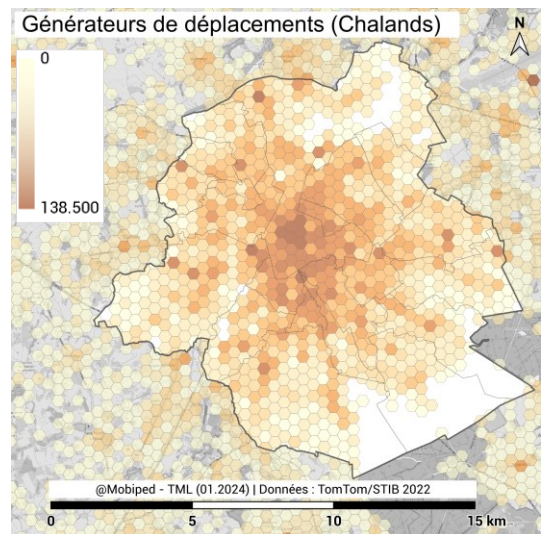 Générateurs de déplacements (Chalands)
N
0
138.500
@Mobiped - TML (01.2024) | Données : TomTom/STIB 2022
0 5 10 15 km